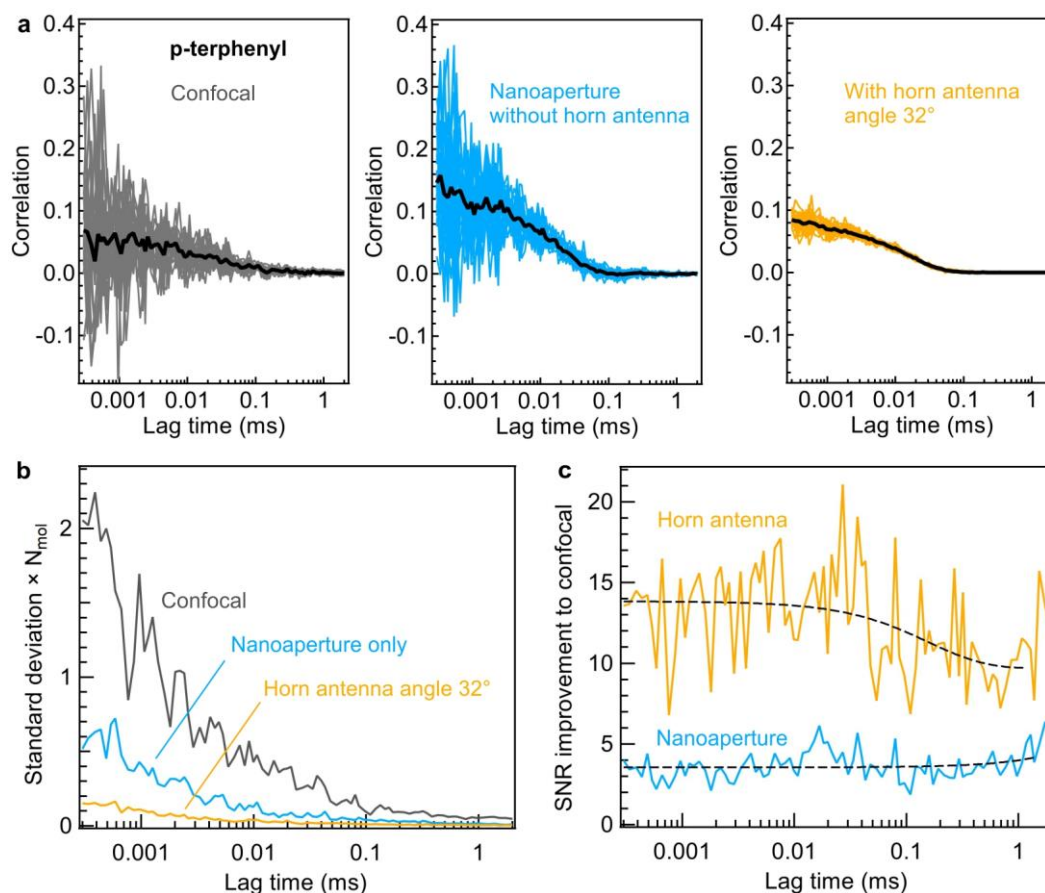 a
0.4
0.3
0.2
0.1
0.0
-0.1
Correlation
p-terphenyl
Confocal
0.001
0.01
0.1
1
Lag time (ms)
0.4
0.3
0.2
0.1
0.0
-0.1
Correlation
Nanoaperture
without horn antenna
0.001
0.01
0.1
1
Lag time (ms)
0.4
0.3
0.2
0.1
0.0
-0.1
Correlation
With horn antenna
angle 32°
0.001
0.01
0.1
1
Lag time (ms)
b
2
1
0
Standard deviation × Nmol
Confocal
Nanoaperture only
Horn antenna angle 32°
0.001
0.01
0.1
1
Lag time (ms)
c
20
15
10
5
0
SNR improvement to confocal
Horn antenna
Nanoaperture
0.001
0.01
0.1
1
Lag time (ms)